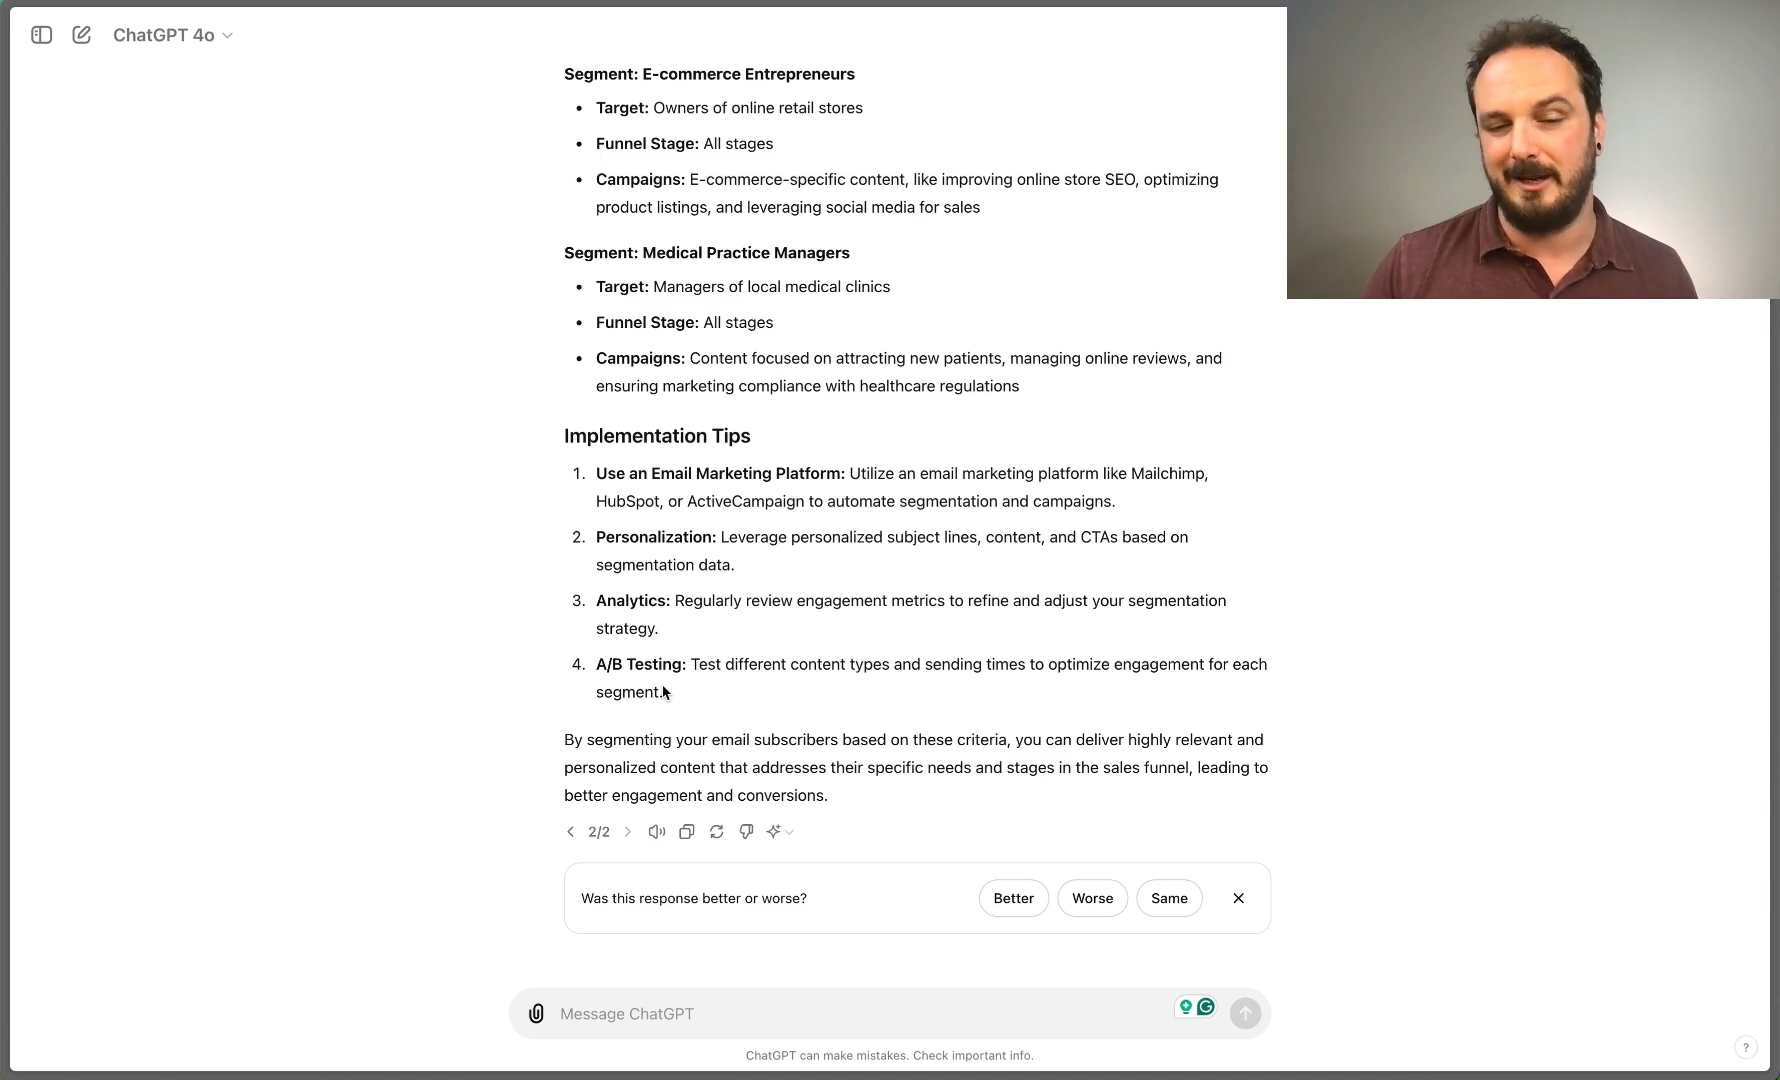 ChatGPT 4o
Segment: E-commerce Entrepreneurs
• Target: Owners of online retail stores
• Funnel Stage: All stages
• Campaigns: E-commerce-specific content, like improving online store SEO, optimizing
product listings, and leveraging social media for sales
Segment: Medical Practice Managers
• Target: Managers of local medical clinics
• Funnel Stage: All stages
• Campaigns: Content focused on attracting new patients, managing online reviews, and
ensuring marketing compliance with healthcare regulations
Implementation Tips
1. Use an Email Marketing Platform: Utilize an email marketing platform like Mailchimp,
HubSpot, or ActiveCampaign to automate segmentation and campaigns.
2. Personalization: Leverage personalized subject lines, content, and CTAs based on
segmentation data.
3. Analytics: Regularly review engagement metrics to refine and adjust your segmentation
strategy.
4. A/B Testing: Test different content types and sending times to optimize engagement for each
segment.
By segmenting your email subscribers based on these criteria, you can deliver highly relevant and
personalized content that addresses their specific needs and stages in the sales funnel, leading to
better engagement and conversions.
2/2
Was this response better or worse? Better Worse Same
Message ChatGPT
ChatGPT can make mistakes. Check important info.
?